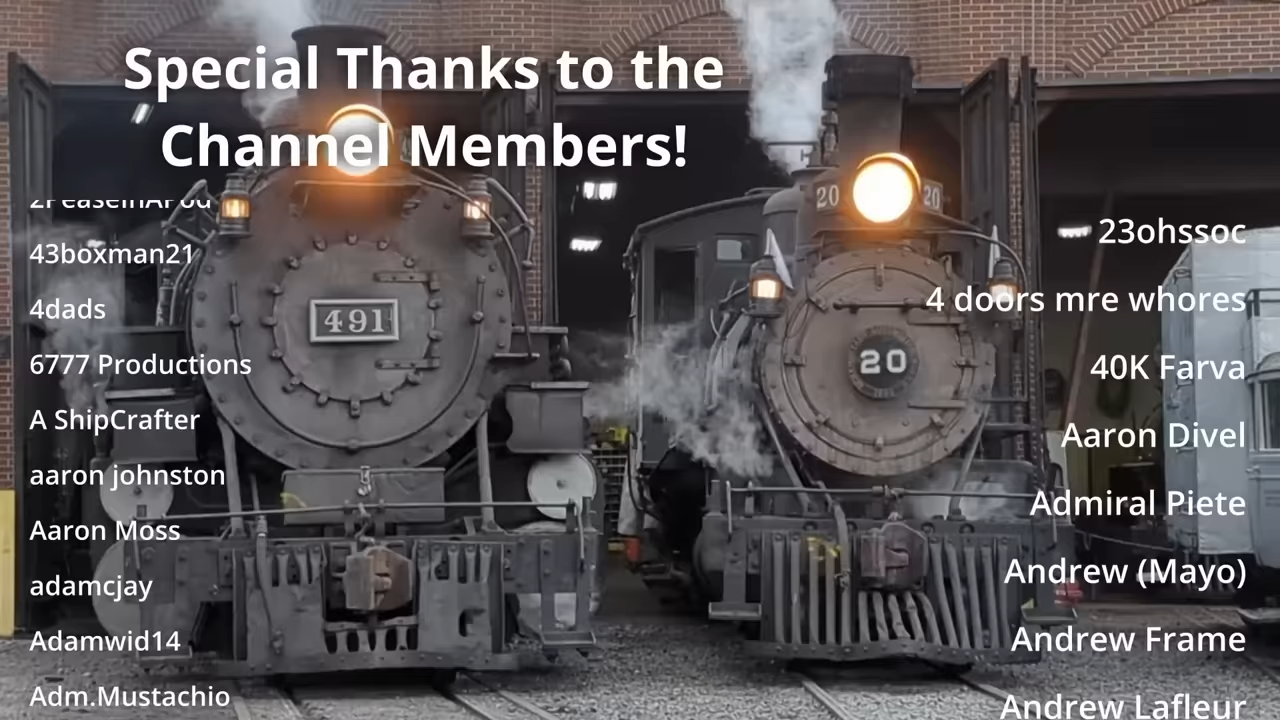 Special Thanks to the
Channel Members!
2PeaseInAPod
43boxman21
4dads
6777 Productions
A ShipCrafter
aaron johnston
Aaron Moss
adamcjay
Adamwid14
Adm.Mustachio
491
20
20
20
23ohssoc
4 doors mre whores
40K Farva
Aaron Divel
Admiral Piete
Andrew (Mayo)
Andrew Frame
Andrew Lafleur